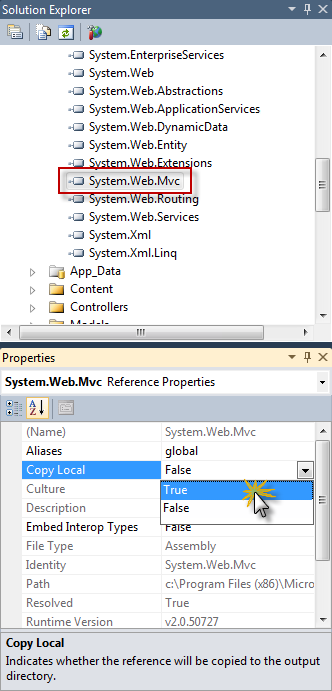 Solution Explorer
System.EnterpriseServices
System.Web
System.Web.Abstractions
System.Web.ApplicationServices
System.Web.DynamicData
System.Web.Entity
System.Web.Extensions
System.Web.Mvc
System.Web.Routing
System.Web.Services
System.Xml
System.Xml.Linq
App_Data
Content
Controllers
Models
Properties
System.Web.Mvc Reference Properties
(Name) System.Web.Mvc
Aliases global
Copy Local False
Culture True
Description False
Embed Interop Types False
File Type Assembly
Identity System.Web.Mvc
Path c:\Program Files (x86)\Micro
Resolved True
Runtime Version v2.0.50727
Copy Local
Indicates whether the reference will be copied to the output
directory.